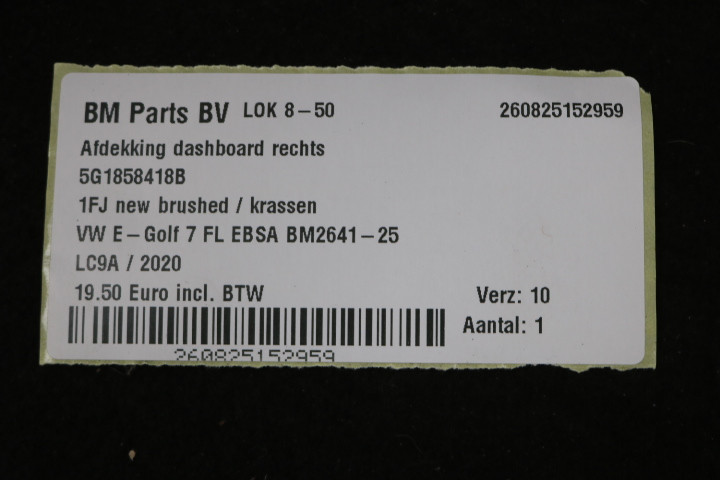 BM Parts BV LOK 8-50 260825152959
Afdekking dashboard rechts
5G1858418B
1FJ new brushed / krassen
VW E-Golf 7 FL EBSA BM2641-25
LC9A / 2020
19.50 Euro incl. BTW Verz: 10
Aantal: 1
260825152959